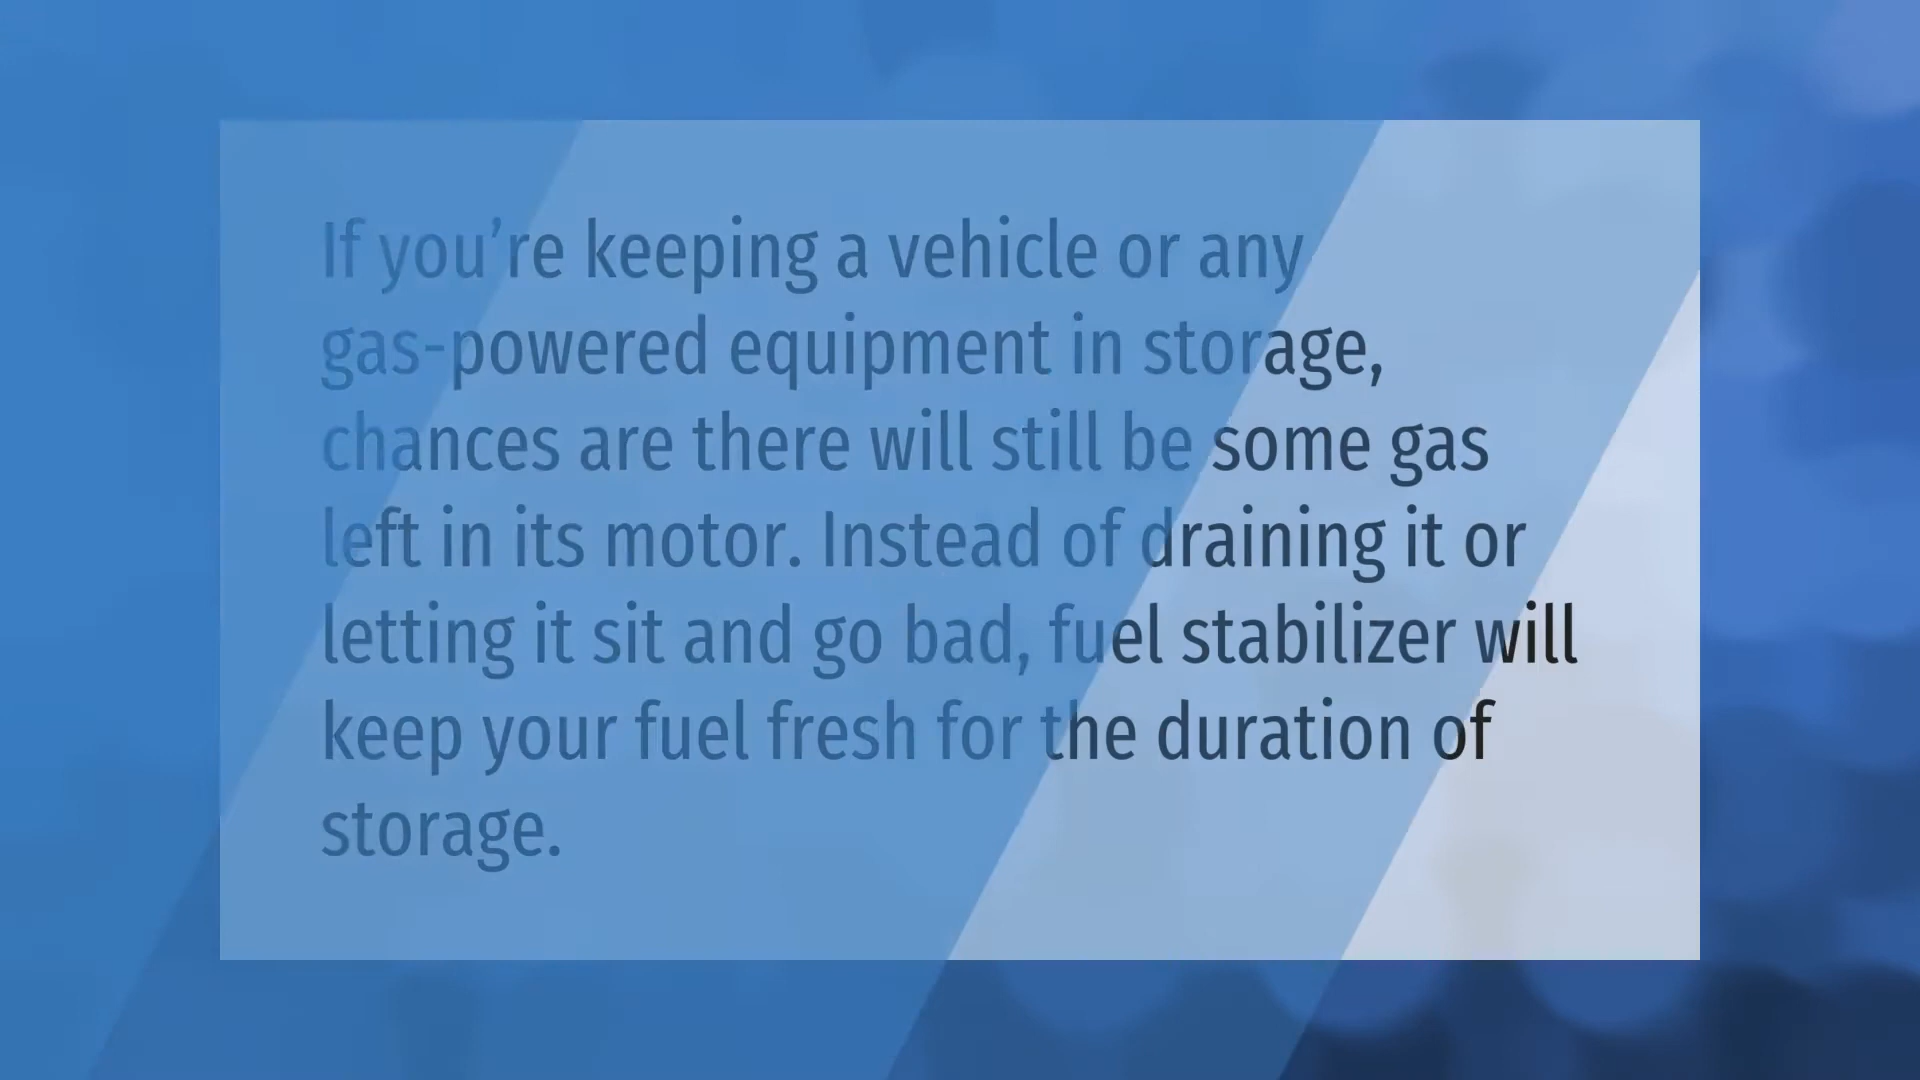 If you’re keeping a vehicle or any
gas-powered equipment in storage,
chances are there will still be some gas
left in its motor. Instead of draining it or
letting it sit and go bad, fuel stabilizer will
keep your fuel fresh for the duration of
storage.